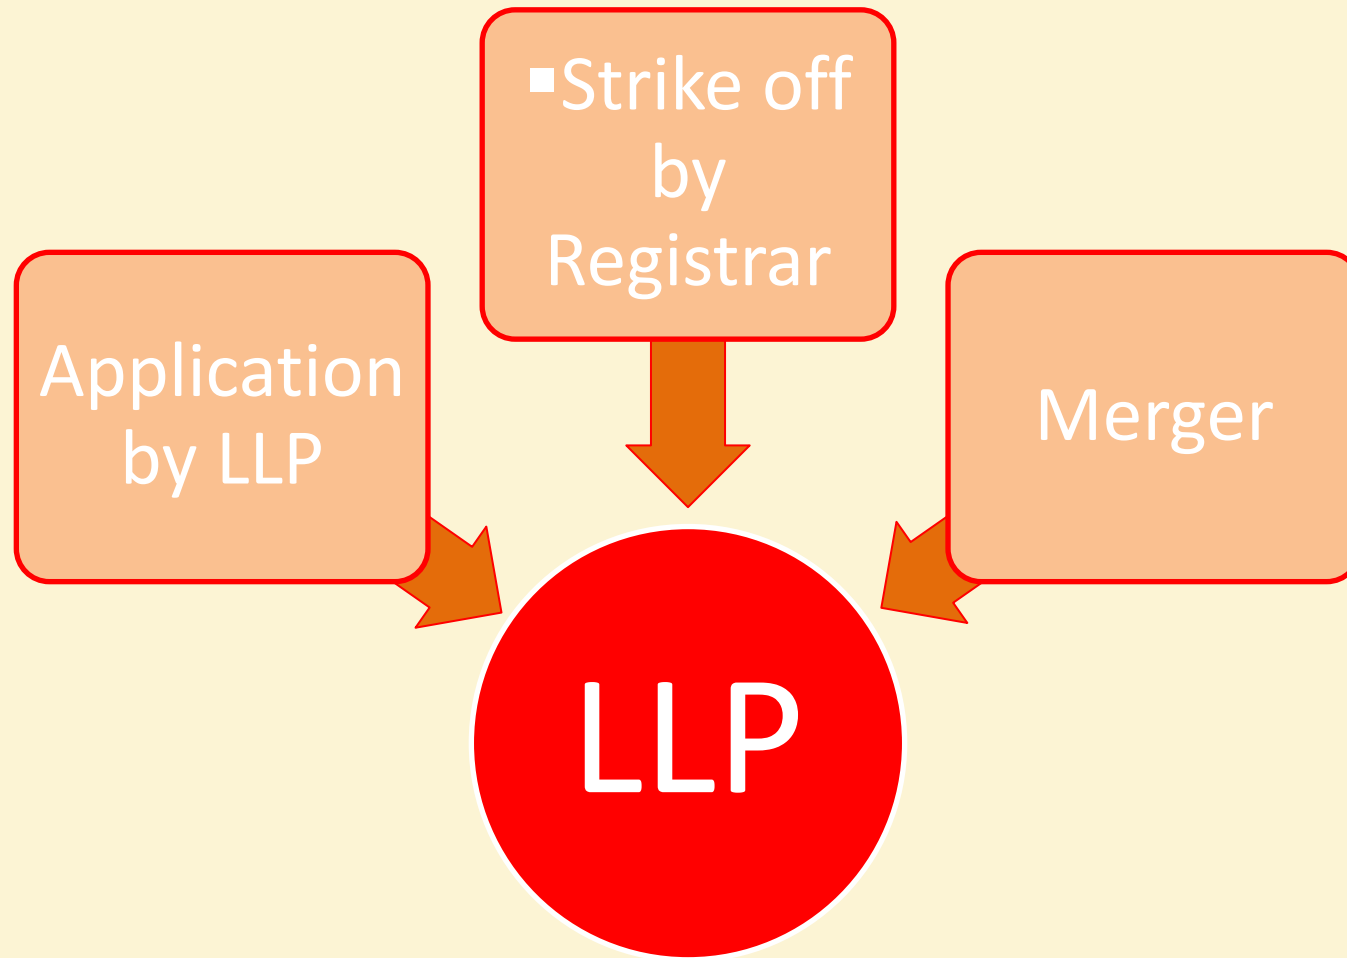 ▪Strike off
by
Registrar
Application
by LLP
Merger
LLP